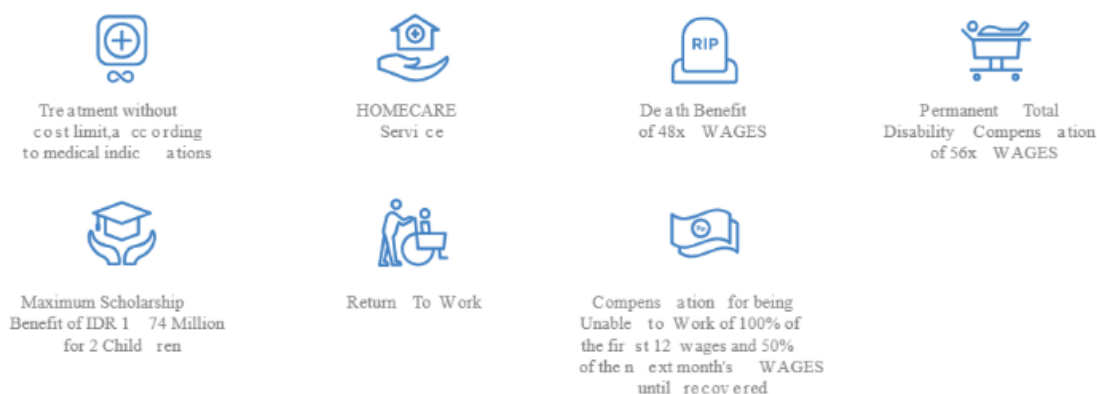 Treatment without
cost limit,according
to medical indications
HOMECARE
Service
RIP
Death Benefit
of 48x WAGES
Permanent Total
Disability Compensation
of 56x WAGES
Maximum Scholarship
Benefit of IDR 174 Million
for 2 Children
Return To Work
Rp
Compensation for being
Unable to Work of 100% of
the first 12 wages and 50%
of the next month's WAGES
until recovered